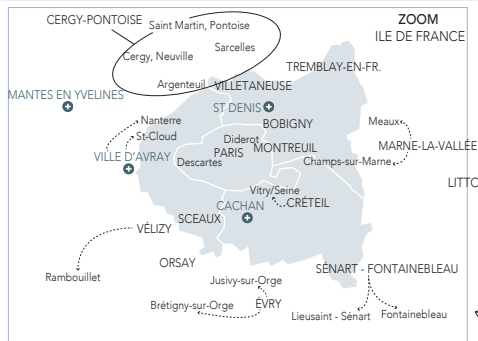 CERGY-PONTOISE
Saint Martin, Pontoise
ZOOM
ILE DE FRANCE
Sarcelles
Cergy, Neuville
TREMBLAY-EN-FR.
Argenteuil
VILLETANEUSE
MANTES EN YVELINES
ST DENIS
Nanterre
BOBIGNY
Meaux
St-Cloud
Diderot
MONTREUIL
MARNE-LA-VALLÉE
VILLE D'AVRAY
Descartes
PARIS
Champs-sur-Marne
LITTO
Vitry/Seine
CACHAN
CRÉTEIL
SCEAUX
VÉLIZY
ORSAY
SÉNART - FONTAINEBLEAU
Rambouillet
Jusivy-sur-Orge
Brétigny-sur-Orge
ÉVRY
Lieusaint - Sénart
Fontainebleau